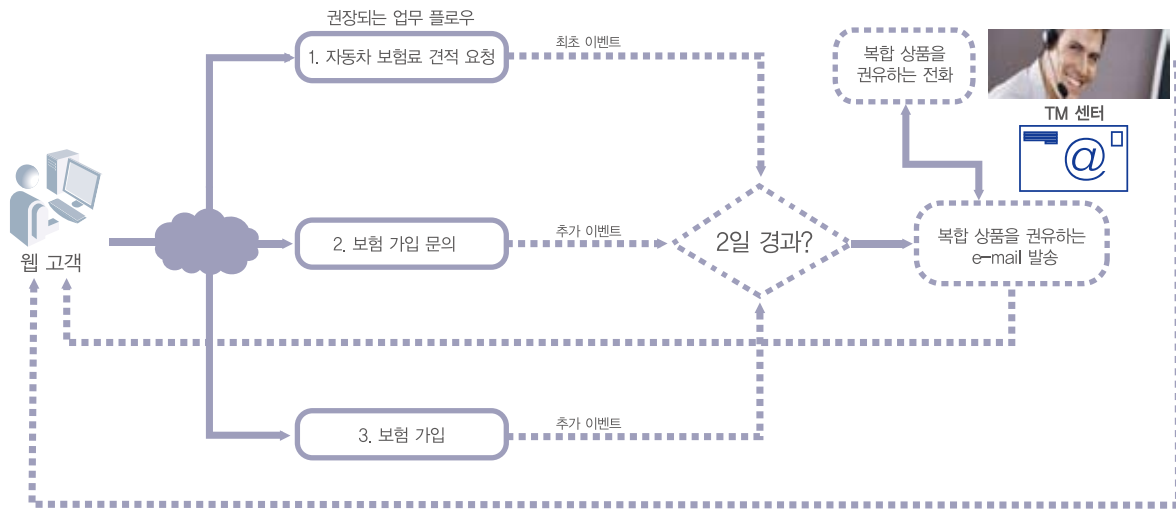 권장되는 업무 플로우
1. 자동차 보험료 견적 요청
최초 이벤트
복합 상품을
권유하는 전화
TM 센터
@
웹 고객
2. 보험 가입 문의
추가 이벤트
2일 경과?
복합 상품을 권유하는
e-mail 발송
3. 보험 가입
추가 이벤트